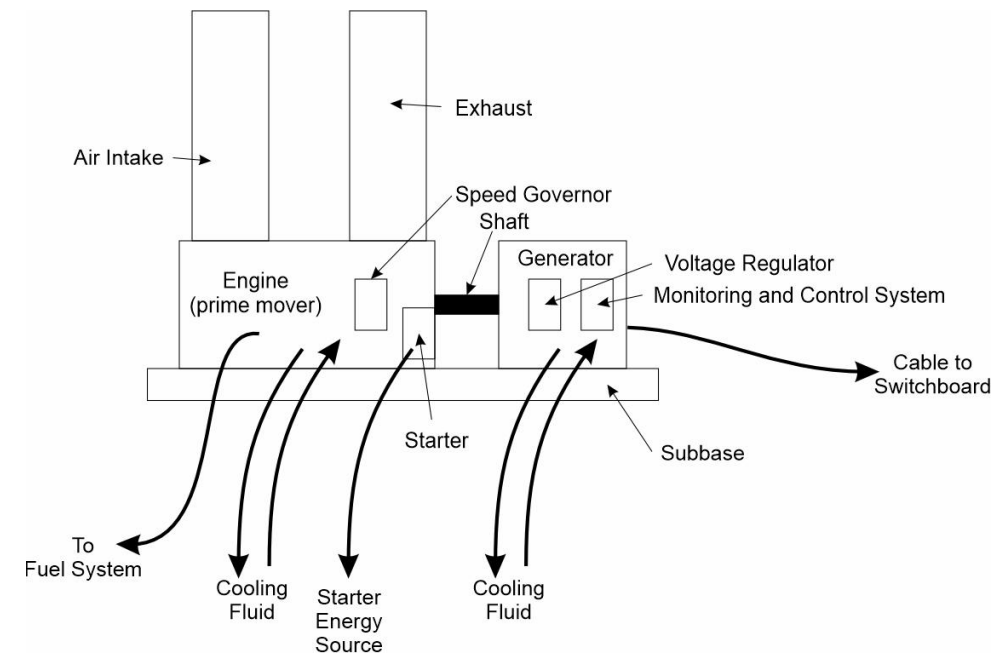 Exhaust
Air Intake
Speed Governor
Shaft
Generator
Voltage Regulator
Engine
(prime mover)
Monitoring and Control System
Cable to
Switchboard
Starter
Subbase
To
Fuel System
Cooling
Fluid
Starter
Energy
Source
Cooling
Fluid